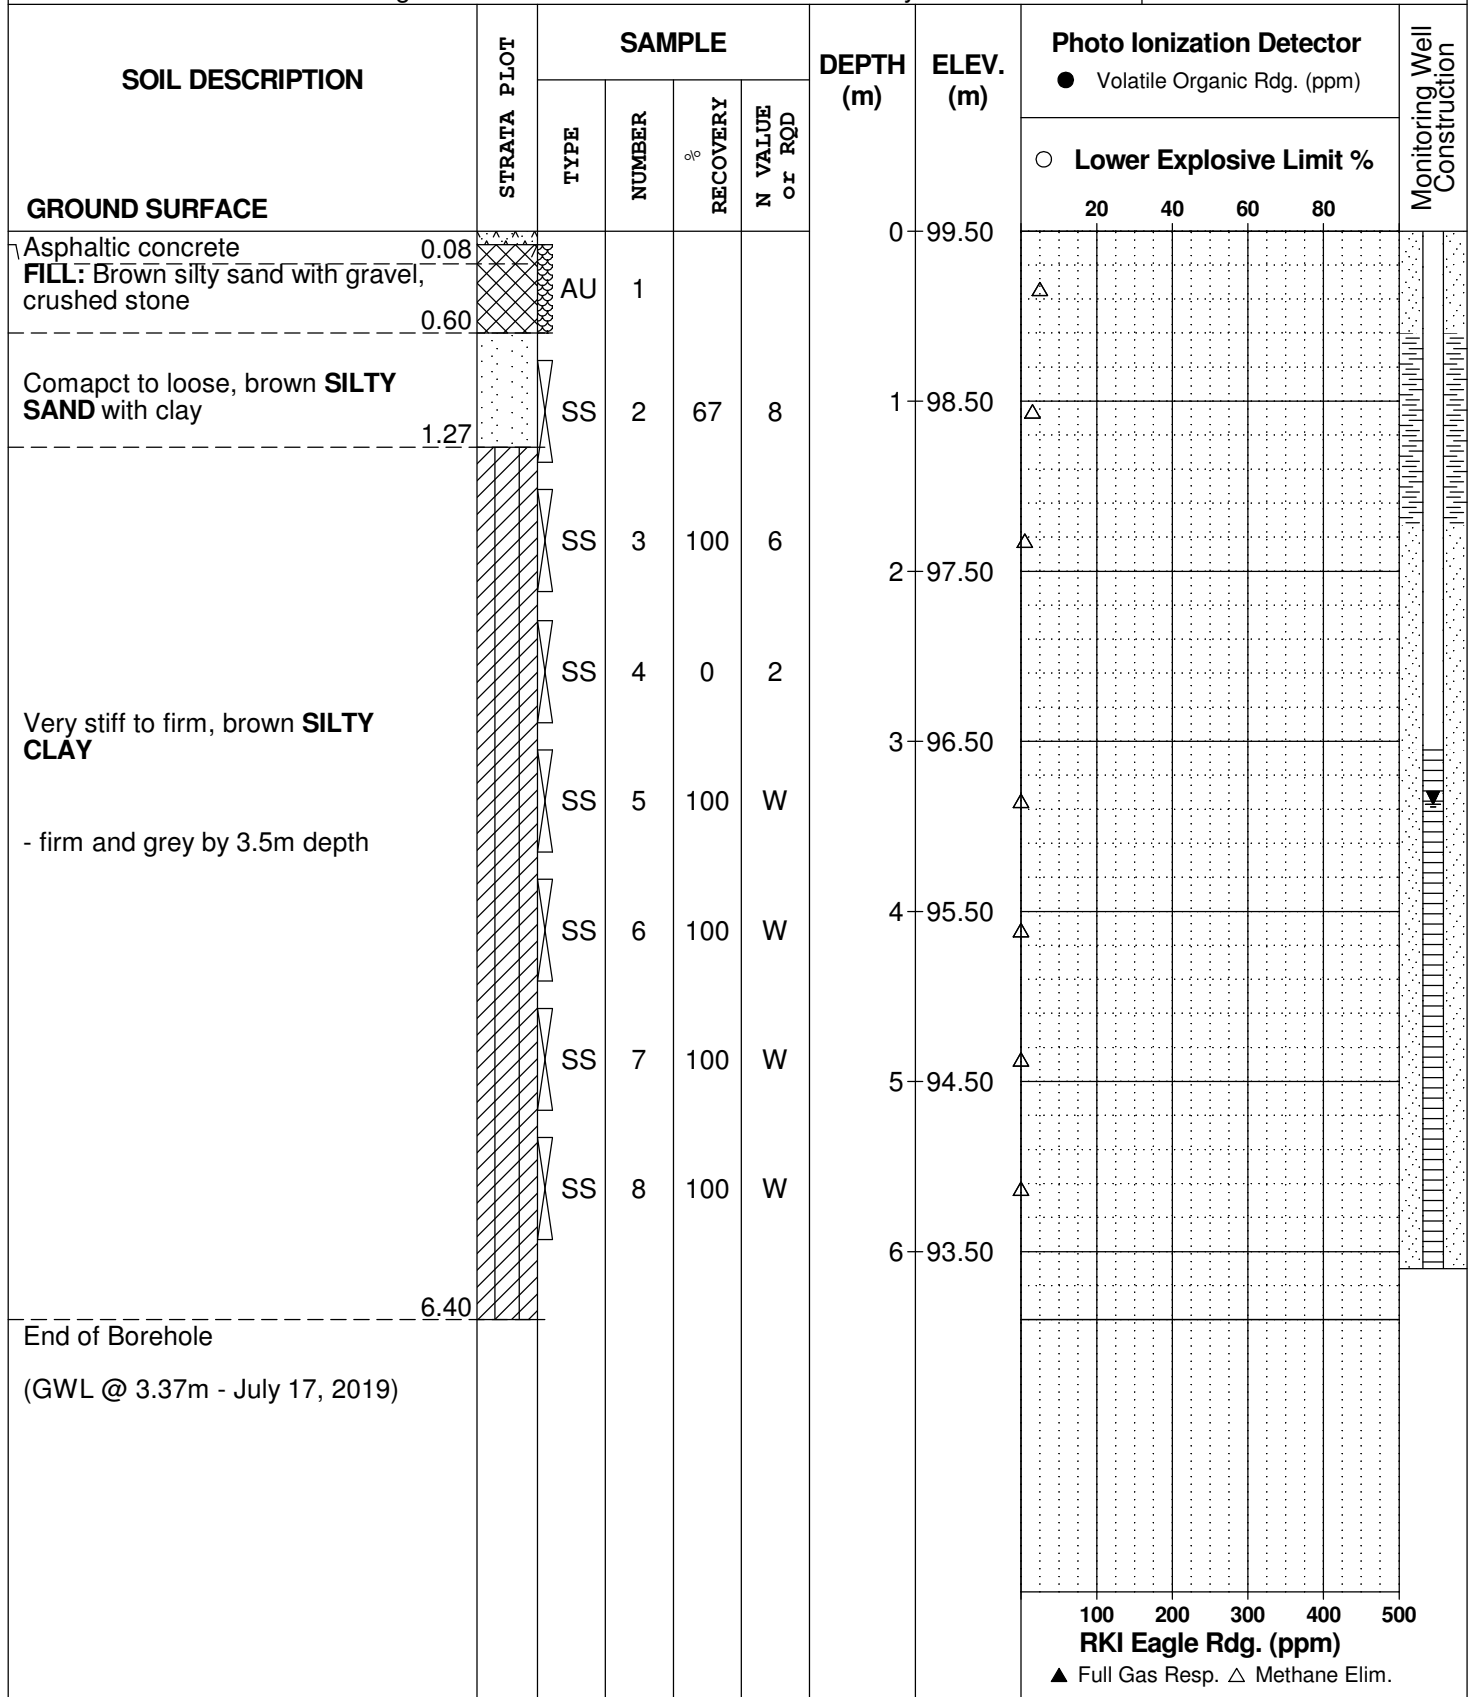 SOIL DESCRIPTION
GROUND SURFACE
STRATA PLOT
SAMPLE
TYPE
NUMBER
%
RECOVERY
N VALUE
or RQD
DEPTH
(m)
ELEV.
(m)
Photo Ionization Detector
● Volatile Organic Rdg. (ppm)
○ Lower Explosive Limit %
20 40 60 80
Monitoring Well
Construction
0 99.50
Asphaltic concrete 0.08
FILL: Brown silty sand with gravel,
crushed stone
0.60
AU 1
Comapct to loose, brown SILTY
SAND with clay
1.27
SS 2 67 8
1 98.50
SS 3 100 6
2 97.50
SS 4 0 2
Very stiff to firm, brown SILTY
CLAY
3 96.50
SS 5 100 W
- firm and grey by 3.5m depth
4 95.50
SS 6 100 W
SS 7 100 W
5 94.50
SS 8 100 W
6 93.50
6.40
End of Borehole
(GWL @ 3.37m - July 17, 2019)
100 200 300 400 500
RKI Eagle Rdg. (ppm)
▲ Full Gas Resp. △ Methane Elim.